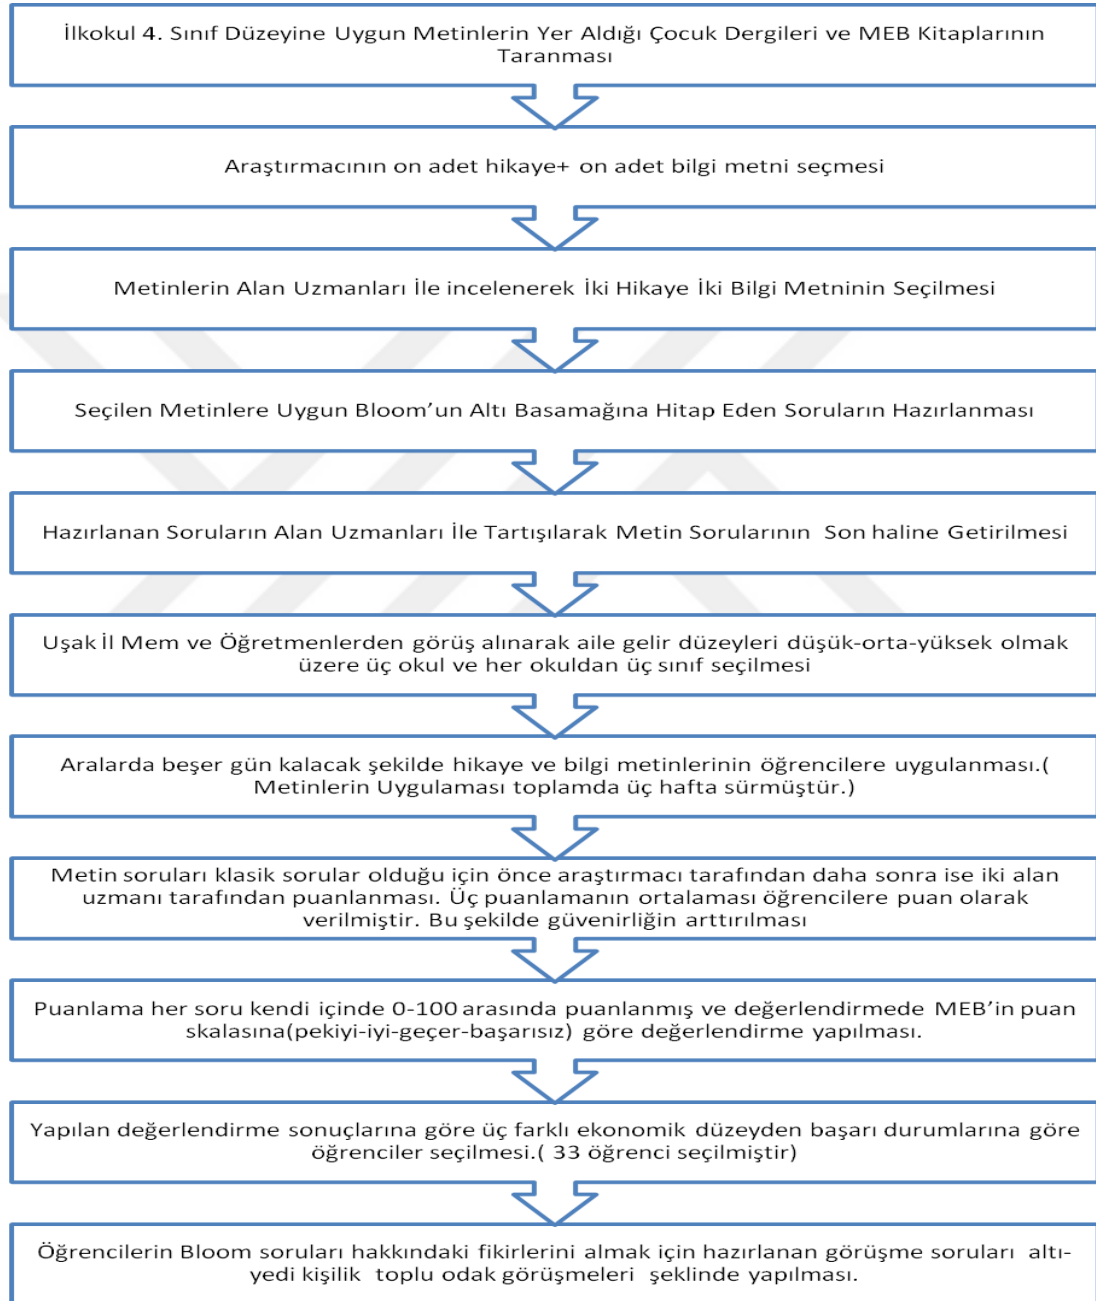 İlkokul 4. Sınıf Düzeyine Uygun Metinlerin Yer Aldığı Çocuk Dergileri ve MEB Kitaplarının
Taranması
Araştırmacının on adet hikaye+ on adet bilgi metni seçmesi
Metinlerin Alan Uzmanları İle incelenerek İki Hikaye İki Bilgi Metninin Seçilmesi
Seçilen Metinlere Uygun Bloom’un Altı Basamağına Hitap Eden Soruların Hazırlanması
Hazırlanan Soruların Alan Uzmanları İle Tartışılarak Metin Sorularının Son haline Getirilmesi
Uşak İl Mem ve Öğretmenlerden görüş alınarak aile gelir düzeyleri düşük-orta-yüksek olmak
üzere üç okul ve her okuldan üç sınıf seçilmesi
Aralarda beşer gün kalacak şekilde hikaye ve bilgi metinlerinin öğrencilere uygulanması.(
Metinlerin Uygulaması toplamda üç hafta sürmüştür.)
Metin soruları klasik sorular olduğu için önce araştırmacı tarafından daha sonra ise iki alan
uzmanı tarafından puanlanması. Üç puanlamanın ortalaması öğrencilere puan olarak
verilmiştir. Bu şekilde güvenirliğin arttırılması
Puanlama her soru kendi içinde 0-100 arasında puanlanmış ve değerlendirmede MEB’in puan
skalasına(pekiyi-iyi-geçer-başarısız) göre değerlendirme yapılması.
Yapılan değerlendirme sonuçlarına göre üç farklı ekonomik düzeyden başarı durumlarına göre
öğrenciler seçilmesi.( 33 öğrenci seçilmiştir)
Öğrencilerin Bloom soruları hakkındaki fikirlerini almak için hazırlanan görüşme soruları altı-
yedi kişilik toplu odak görüşmeleri şeklinde yapılması.